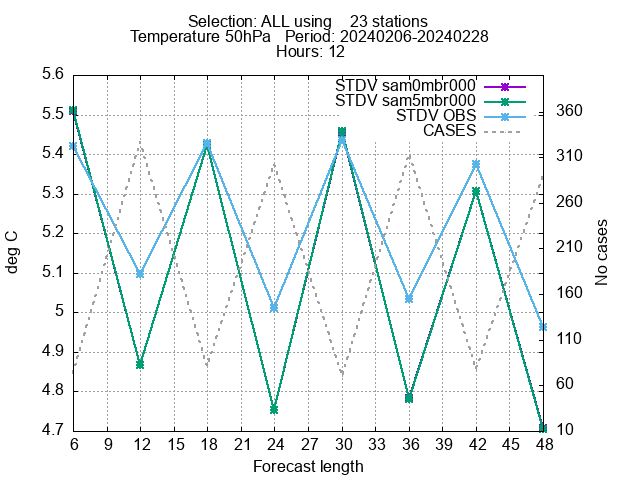 Selection: ALL using 23 stations
Temperature 50hPa Period: 20240206-20240228
Hours: 12
STDV sam0mbr000
STDV sam5mbr000
STDV OBS
CASES
5.6
5.5
5.4
5.3
5.2
5.1
5
4.9
4.8
4.7
deg C
360
310
260
210
160
110
60
10
No cases
6 9 12 15 18 21 24 27 30 33 36 39 42 45 48
Forecast length